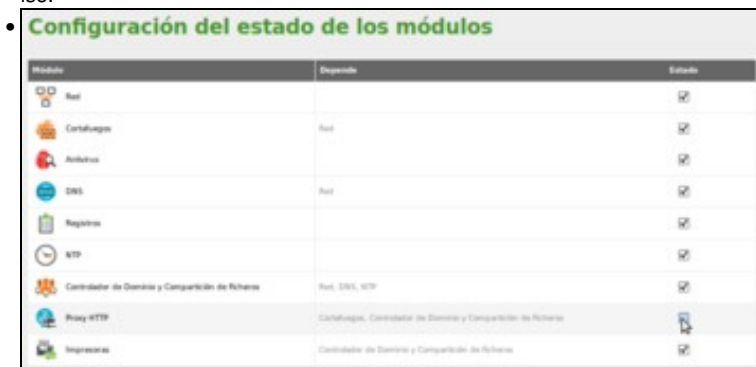 Configuración del estado de los módulos
Módulo Depende Estado
Red
Cortafuegos Red
Antivirus
DNS Red
Registros
NTP
Controlador de Dominio y Compartición de ficheros Red, DNS, NTP
Proxy HTTP Cortafuegos, Controlador de Dominio y Compartición de ficheros
Impresoras Controlador de Dominio y Compartición de ficheros